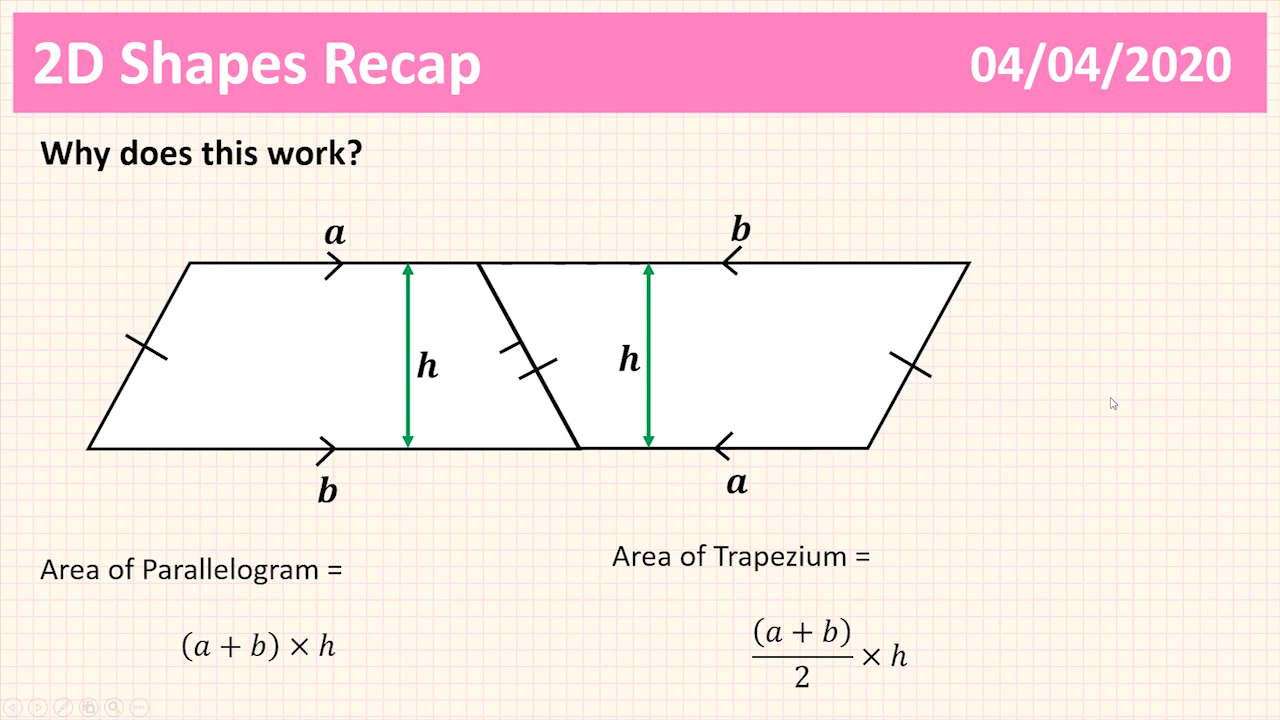 2D Shapes Recap
04/04/2020
Why does this work?
a
b
h
h
b
a
Area of Parallelogram =
Area of Trapezium =
(a + b) × h
(a + b)
2
× h